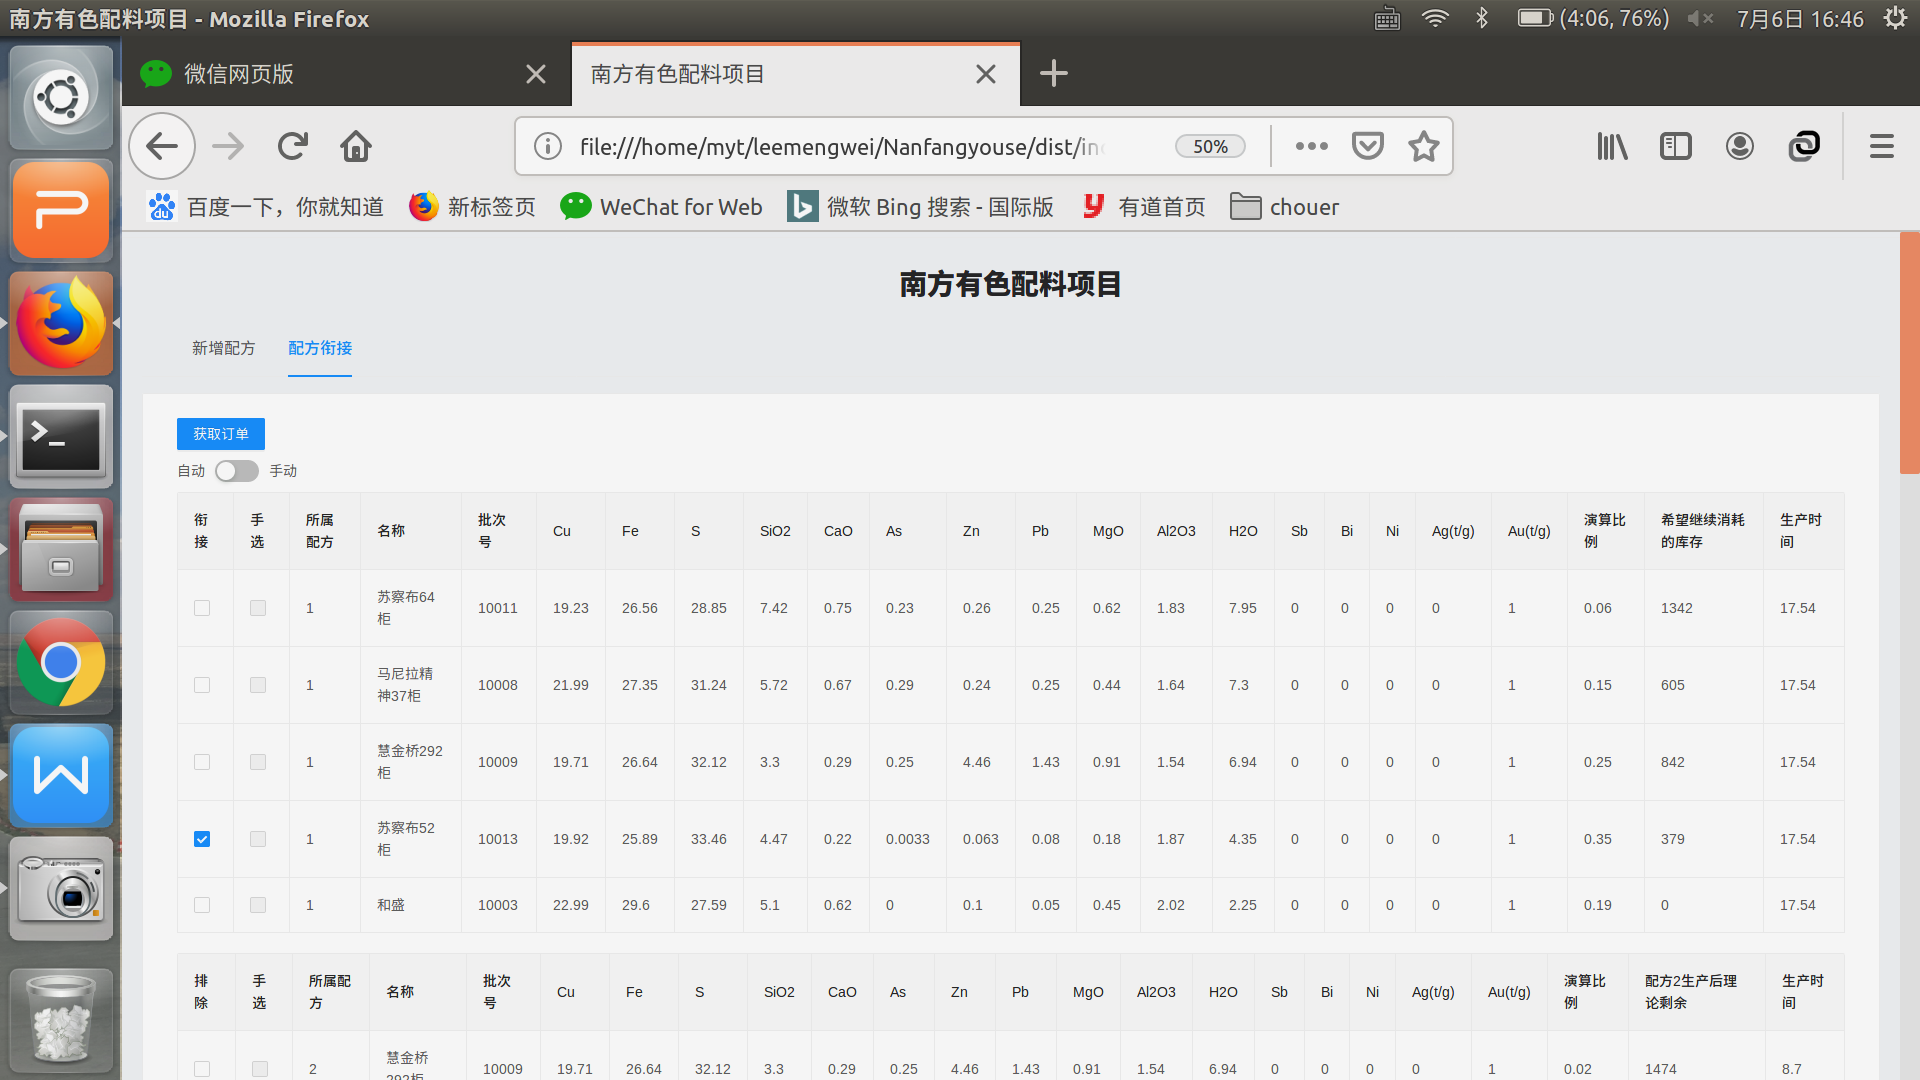 南方有色配料项目 - Mozilla Firefox
(4:06, 76%) 7月6日 16:46
微信网页版
南方有色配料项目
file:///home/myt/leemengwei/Nanfangyouse/dist/in
50%
百度一下，你就知道
新标签页
WeChat for Web
微软 Bing 搜索 - 国际版
有道首页
chouer
南方有色配料项目
新增配方 配方衔接
获取订单
自动 手动
衔接 手选 所属配方 名称 批次号 Cu Fe S SiO2 CaO As Zn Pb MgO Al2O3 H2O Sb Bi Ni Ag(t/g) Au(t/g) 演算比例 希望继续消耗的库存 生产时间
1 苏察布64柜 10011 19.23 26.56 28.85 7.42 0.75 0.23 0.26 0.25 0.62 1.83 7.95 0 0 0 0 1 0.06 1342 17.54
1 马尼拉精神37柜 10008 21.99 27.35 31.24 5.72 0.67 0.29 0.24 0.25 0.44 1.64 7.3 0 0 0 0 1 0.15 605 17.54
1 慧金桥292柜 10009 19.71 26.64 32.12 3.3 0.29 0.25 4.46 1.43 0.91 1.54 6.94 0 0 0 0 1 0.25 842 17.54
1 苏察布52柜 10013 19.92 25.89 33.46 4.47 0.22 0.0033 0.063 0.08 0.18 1.87 4.35 0 0 0 0 1 0.35 379 17.54
1 和盛 10003 22.99 29.6 27.59 5.1 0.62 0 0.1 0.05 0.45 2.02 2.25 0 0 0 0 1 0.19 0 17.54
排除 手选 所属配方 名称 批次号 Cu Fe S SiO2 CaO As Zn Pb MgO Al2O3 H2O Sb Bi Ni Ag(t/g) Au(t/g) 演算比例 配方2生产后理论剩余 生产时间
2 慧金桥292柜 10009 19.71 26.64 32.12 3.3 0.29 0.25 4.46 1.43 0.91 1.54 6.94 0 0 0 0 1 0.02 1474 8.7